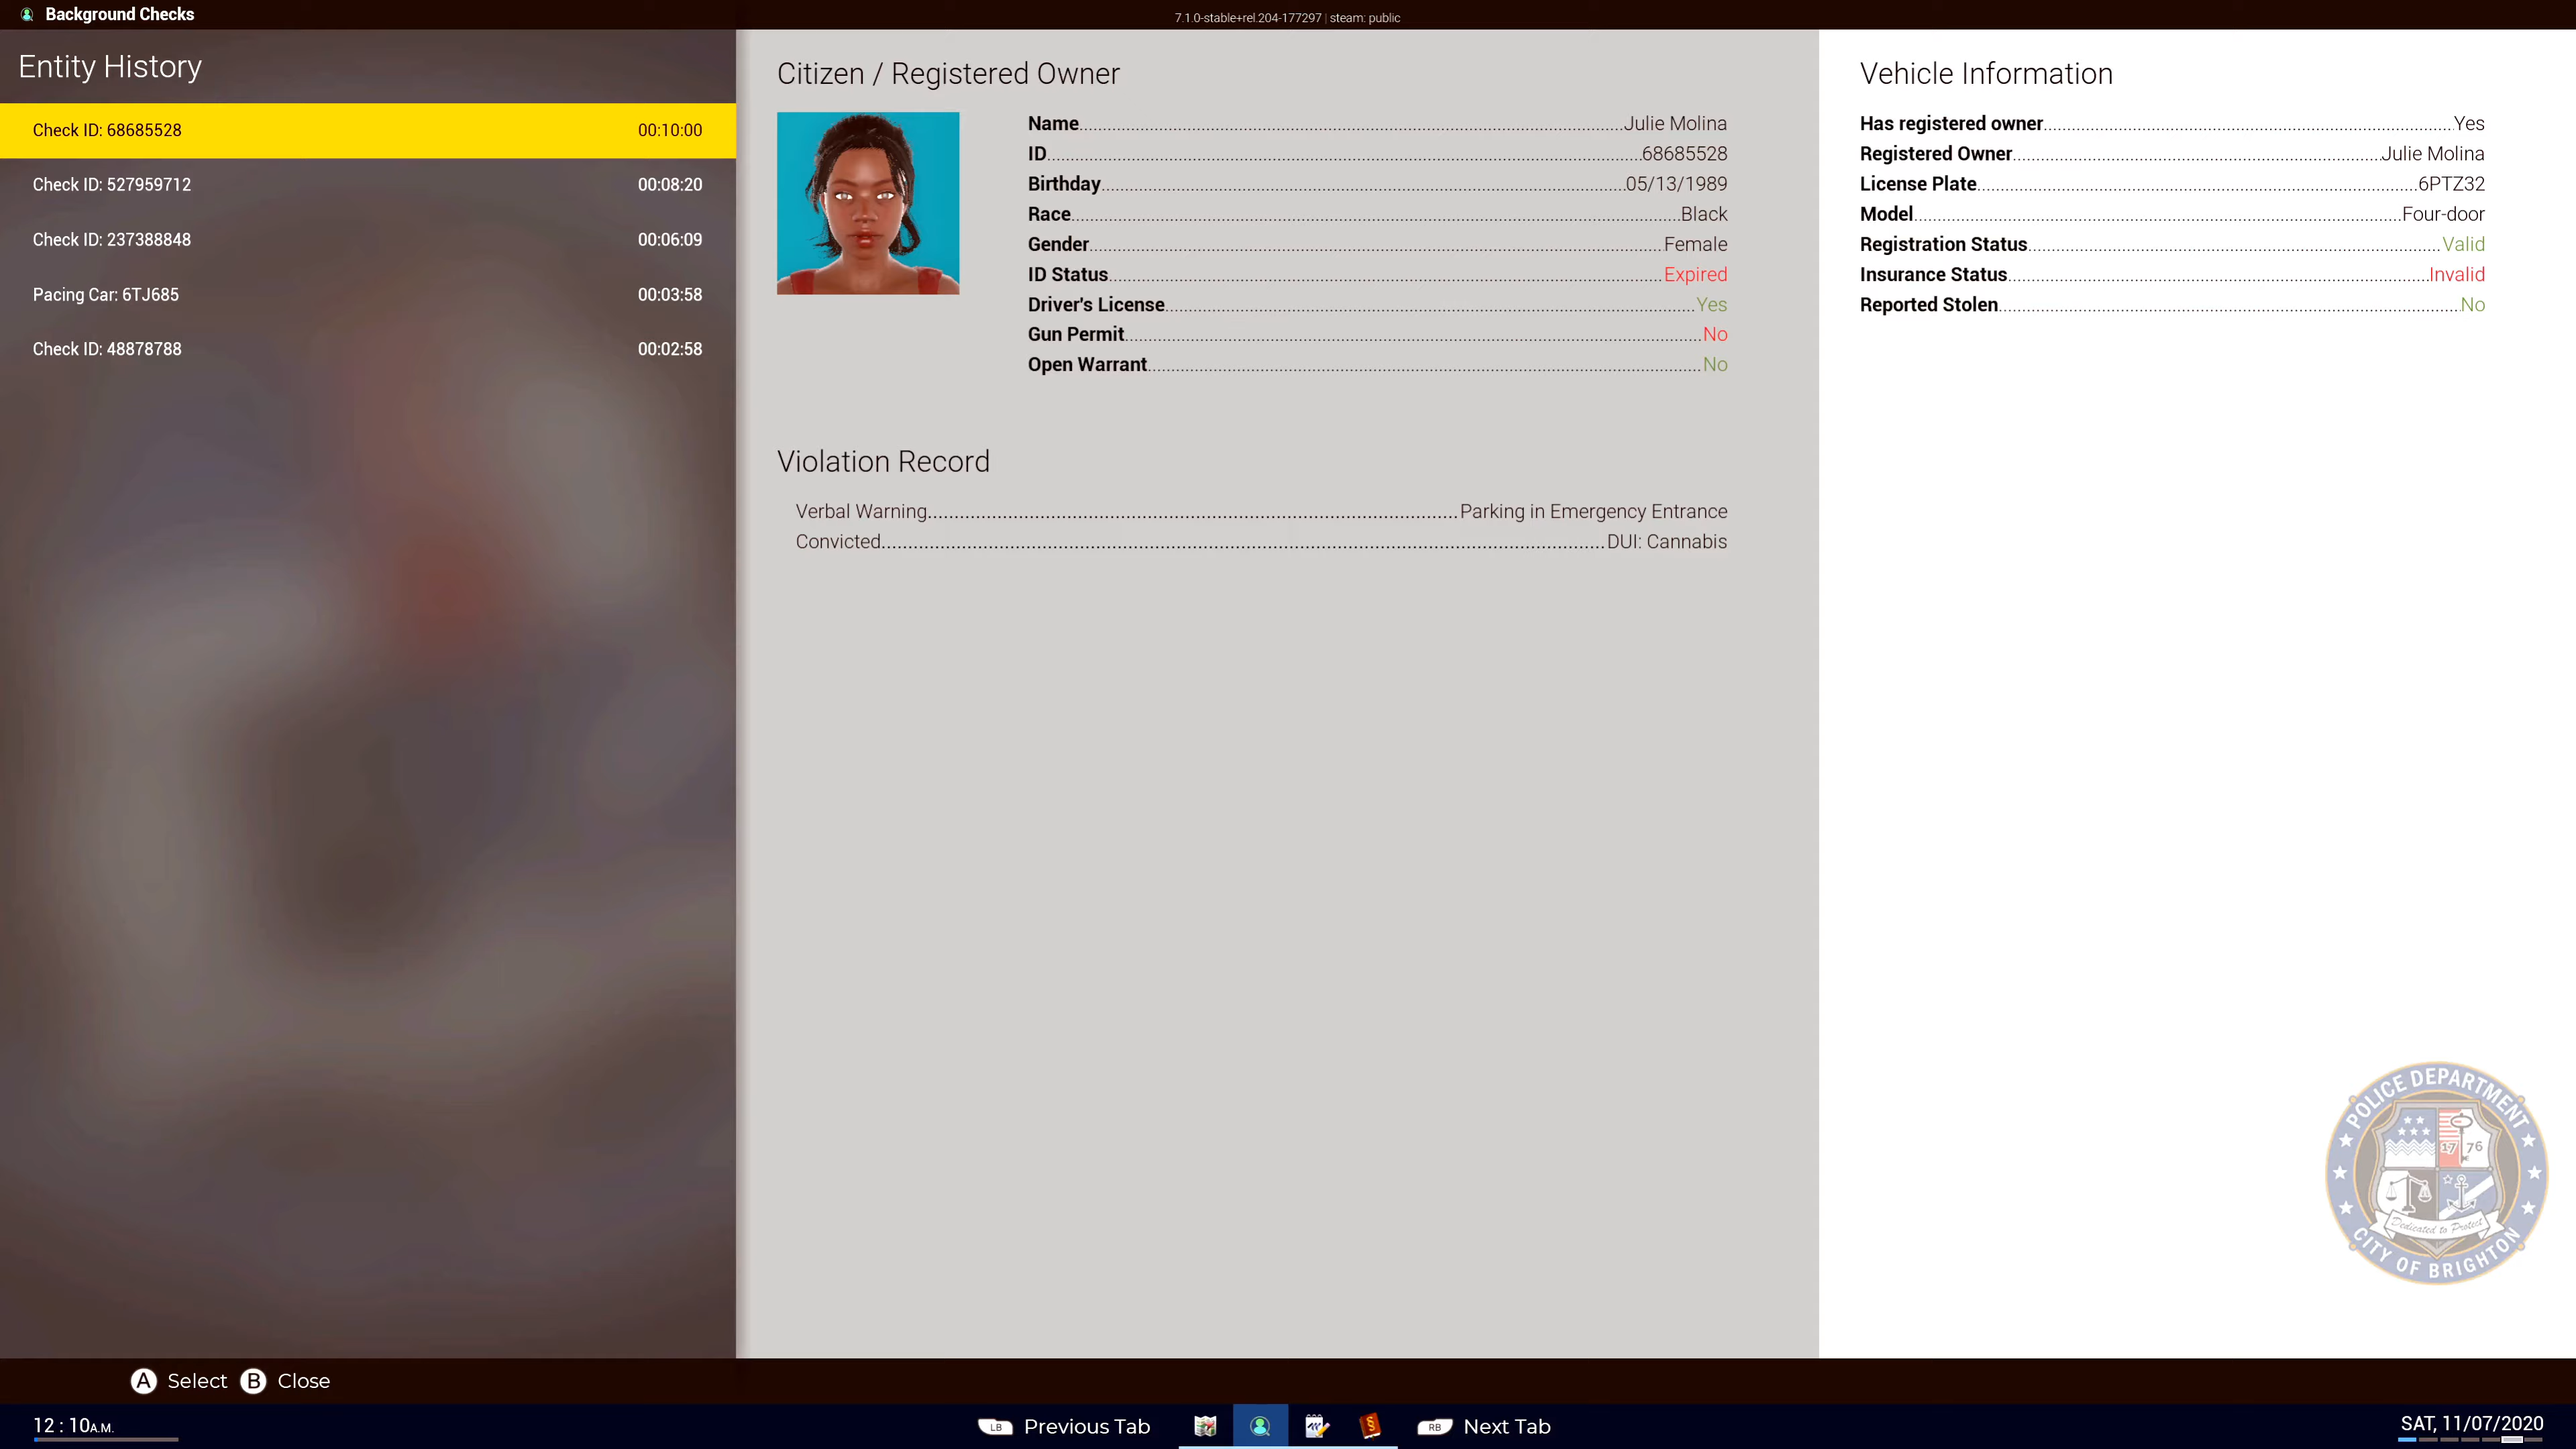 Background Checks
7.1.0-stable+rel.204-177297 | steam: public
Entity History
Check ID: 68685528 00:10:00
Check ID: 527959712 00:08:20
Check ID: 237388848 00:06:09
Pacing Car: 6TJ685 00:03:58
Check ID: 48878788 00:02:58
Citizen / Registered Owner
Name Julie Molina
ID 68685528
Birthday 05/13/1989
Race Black
Gender Female
ID Status Expired
Driver's License Yes
Gun Permit No
Open Warrant No
Violation Record
Verbal Warning Parking in Emergency Entrance
Convicted DUI: Cannabis
Vehicle Information
Has registered owner Yes
Registered Owner Julie Molina
License Plate 6PTZ32
Model Four-door
Registration Status Valid
Insurance Status Invalid
Reported Stolen No
POLICE DEPARTMENT
17 76
Dedicated to Protect
CITY OF BRIGHTON
A Select B Close
12 : 10A.M.
LB Previous Tab
RB Next Tab
SAT, 11/07/2020